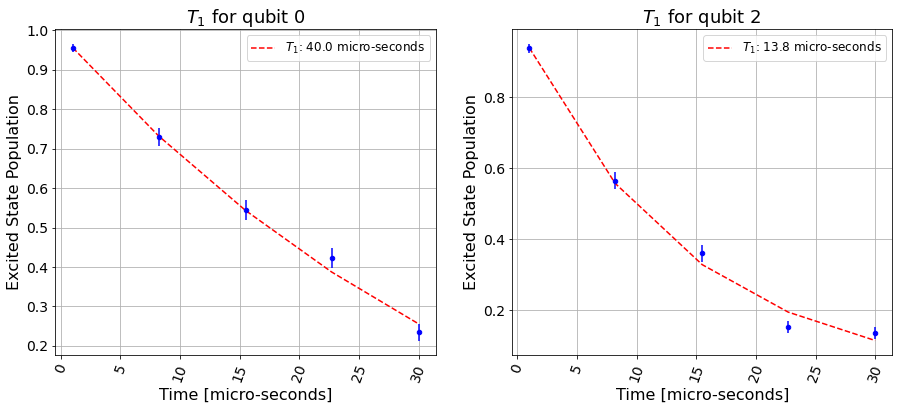 T₁ for qubit 0
T₁: 40.0 micro-seconds
Excited State Population
1.0
0.9
0.8
0.7
0.6
0.5
0.4
0.3
0.2
0 5 10 15 20 25 30
Time [micro-seconds]
T₁ for qubit 2
T₁: 13.8 micro-seconds
Excited State Population
0.8
0.6
0.4
0.2
0 5 10 15 20 25 30
Time [micro-seconds]